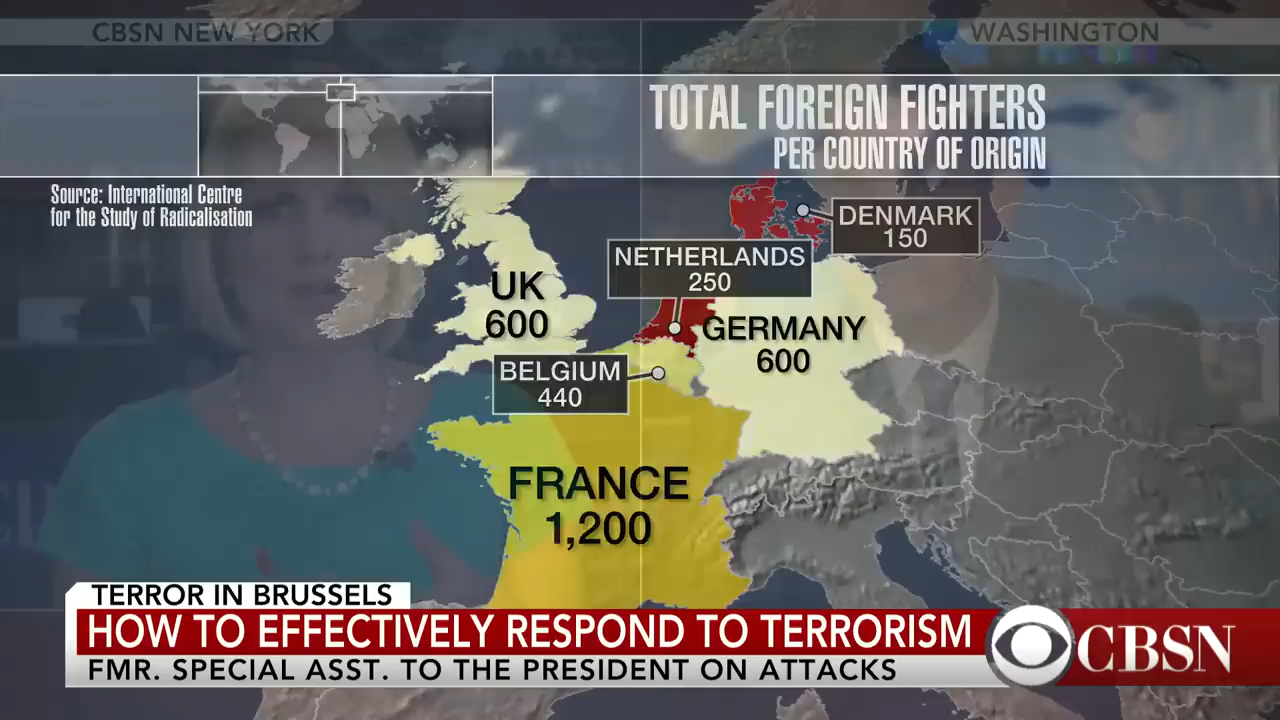 CBSN NEW YORK
WASHINGTON
TOTAL FOREIGN FIGHTERS
PER COUNTRY OF ORIGIN
Source: International Centre
for the Study of Radicalisation
DENMARK
150
NETHERLANDS
250
UK
600
GERMANY
600
BELGIUM
440
FRANCE
1,200
TERROR IN BRUSSELS
HOW TO EFFECTIVELY RESPOND TO TERRORISM
FMR. SPECIAL ASST. TO THE PRESIDENT ON ATTACKS
CBSN